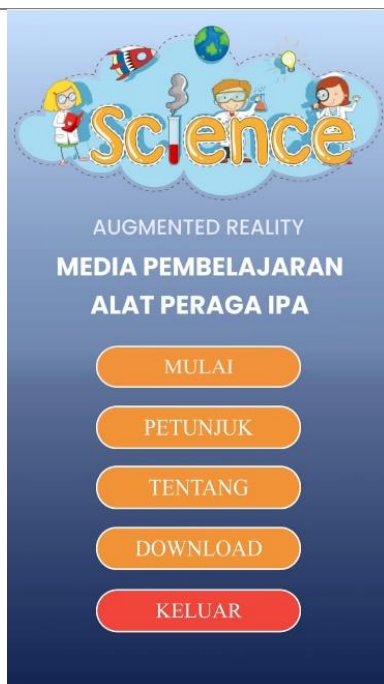 Science
AUGMENTED REALITY
MEDIA PEMBELAJARAN
ALAT PERAGA IPA
MULAI
PETUNJUK
TENTANG
DOWNLOAD
KELUAR